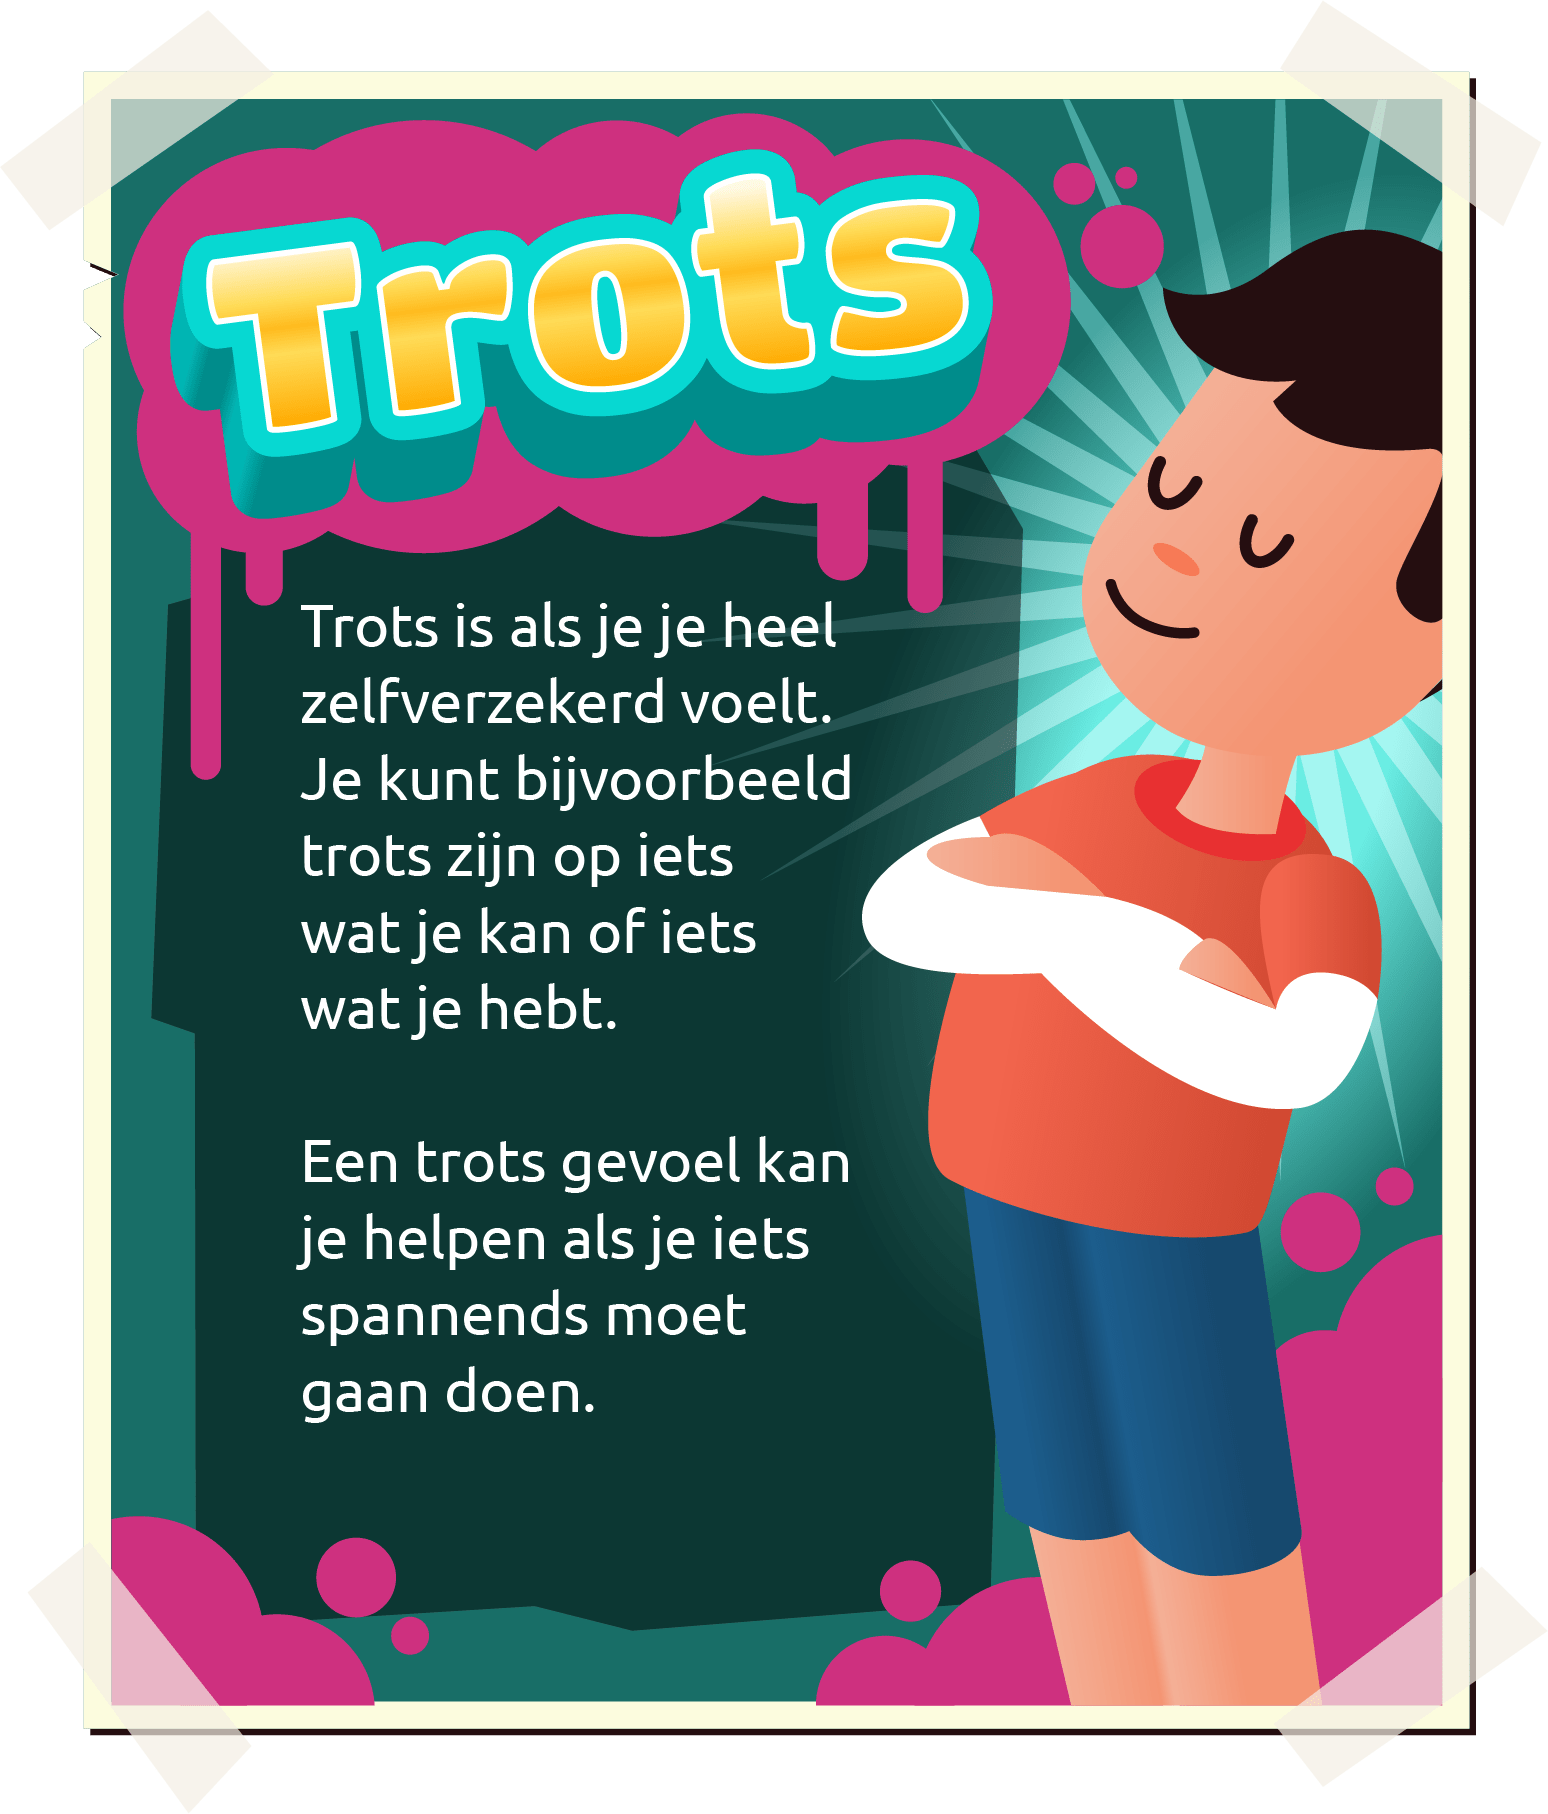 Trots
Trots is als je je heel
zelfverzekerd voelt.
Je kunt bijvoorbeeld
trots zijn op iets
wat je kan of iets
wat je hebt.
Een trots gevoel kan
je helpen als je iets
spannends moet
gaan doen.